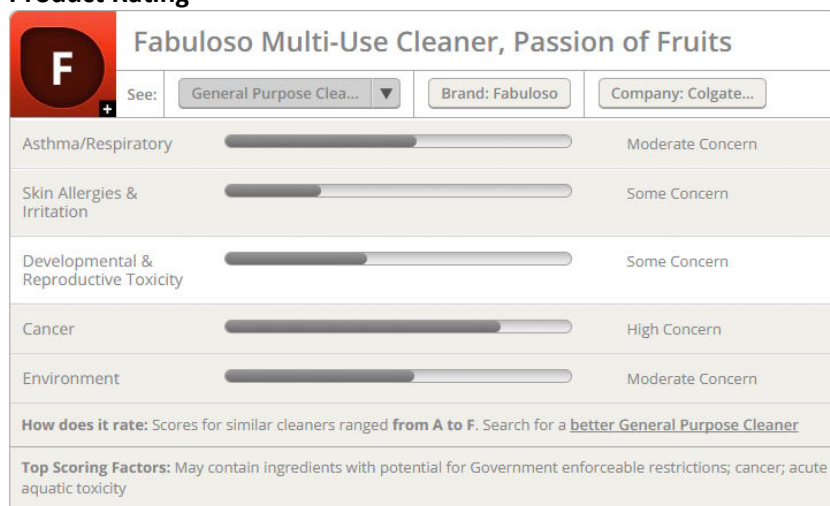 Product Rating
F
Fabuloso Multi-Use Cleaner, Passion of Fruits
+
See:
General Purpose Clea... ▼
Brand: Fabuloso
Company: Colgate...
Asthma/Respiratory
Moderate Concern
Skin Allergies &
Irritation
Some Concern
Developmental &
Reproductive Toxicity
Some Concern
Cancer
High Concern
Environment
Moderate Concern
How does it rate: Scores for similar cleaners ranged from A to F. Search for a better General Purpose Cleaner
Top Scoring Factors: May contain ingredients with potential for Government enforceable restrictions; cancer; acute
aquatic toxicity